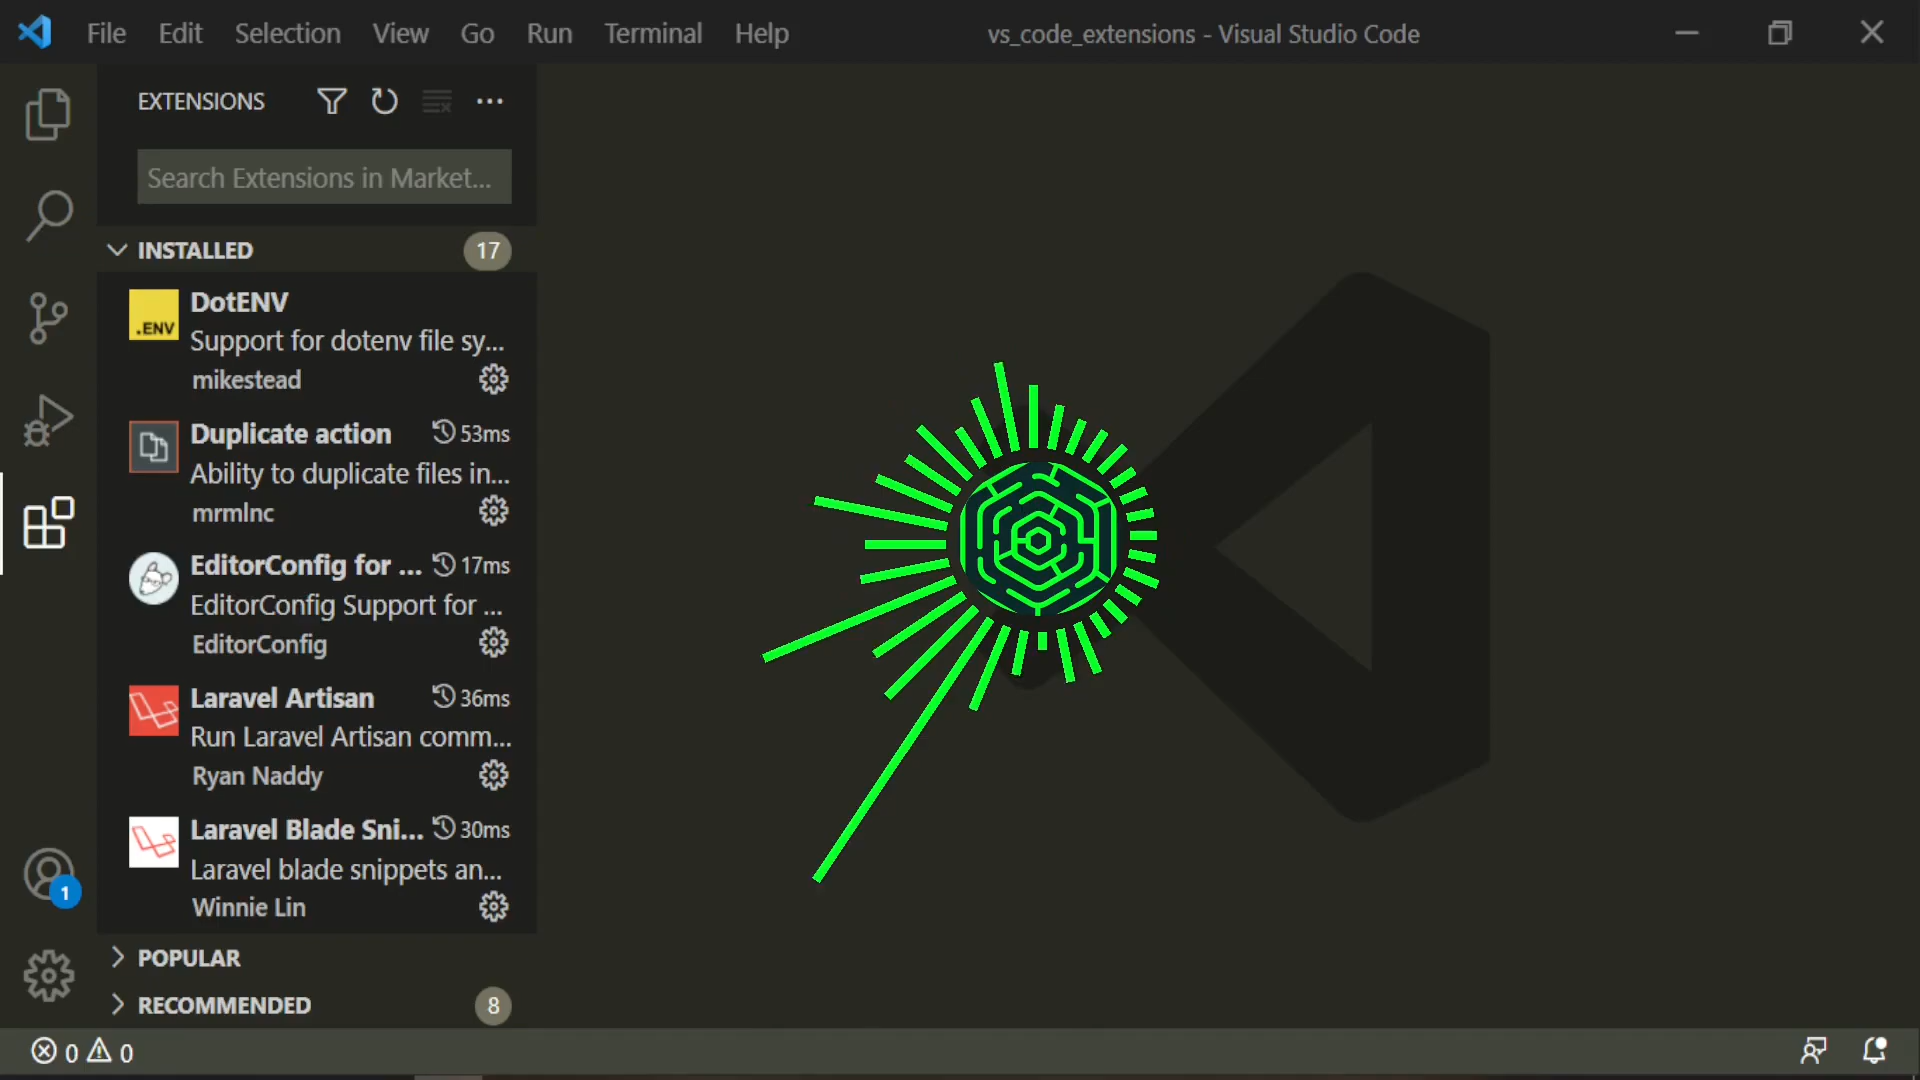 File Edit Selection View Go Run Terminal Help vs_code_extensions - Visual Studio Code
EXTENSIONS
Search Extensions in Market...
INSTALLED 17
.ENV
DotENV
Support for dotenv file sy...
mikestead
Duplicate action 53ms
Ability to duplicate files in...
mrmlnc
EditorConfig for ... 17ms
EditorConfig Support for ...
EditorConfig
Laravel Artisan 36ms
Run Laravel Artisan comm...
Ryan Naddy
Laravel Blade Sni... 30ms
Laravel blade snippets an...
Winnie Lin
1
POPULAR
RECOMMENDED 8
0 0